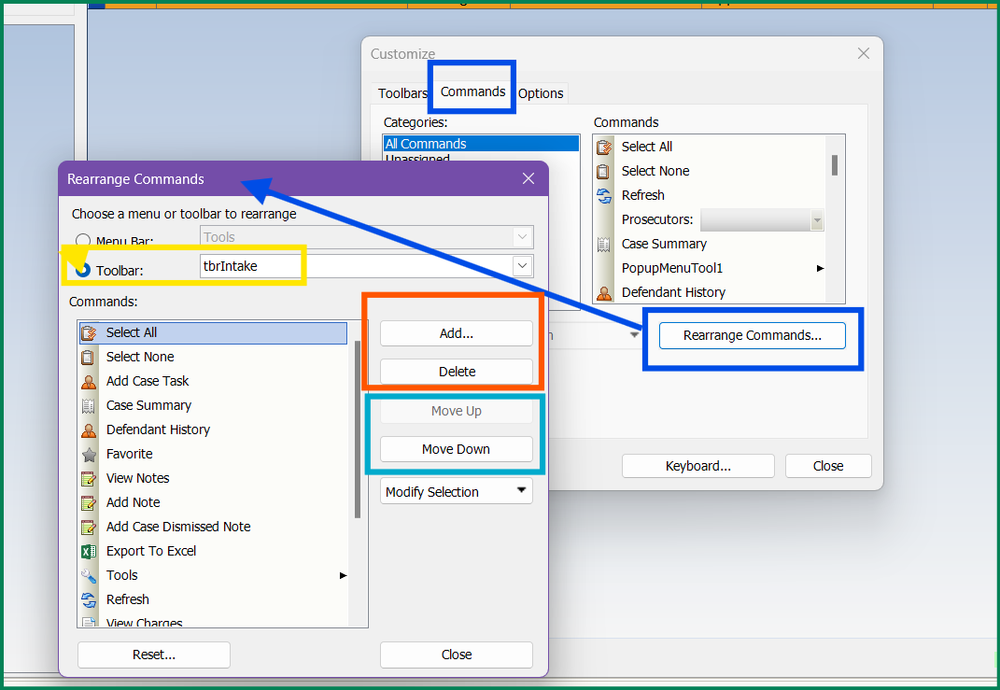 Customize
Toolbars Commands Options
Categories: Commands
All Commands
Unassigned
Select All
Select None
Refresh
Prosecutors:
Case Summary
PopupMenuTool1
Defendant History
Rearrange Commands...
Keyboard... Close
Rearrange Commands
Choose a menu or toolbar to rearrange
Menu Bar: Tools
Toolbar: tbrIntake
Commands:
Select All
Select None
Add Case Task
Case Summary
Defendant History
Favorite
View Notes
Add Note
Add Case Dismissed Note
Export To Excel
Tools
Refresh
View Charges
Add...
Delete
Move Up
Move Down
Modify Selection
Reset... Close